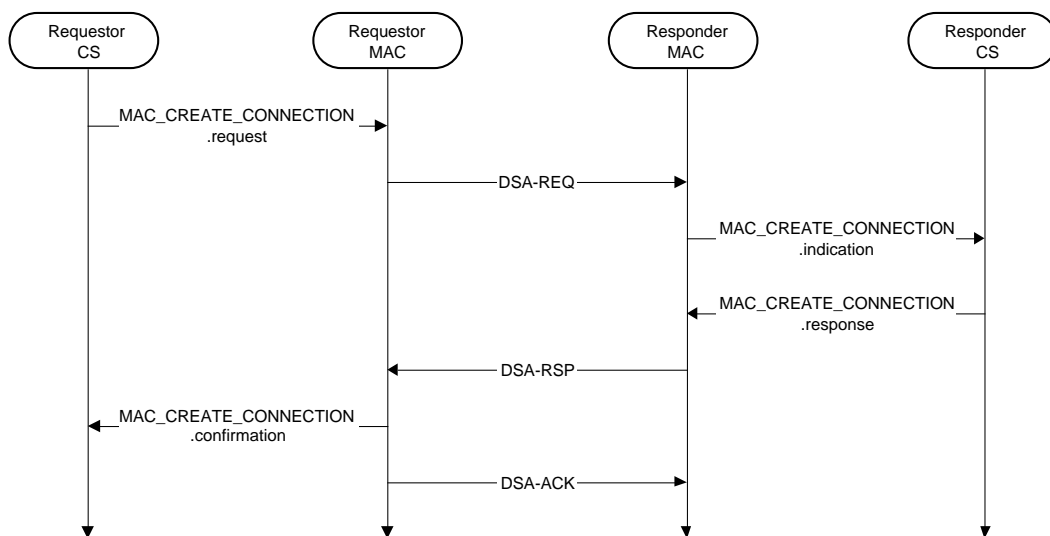 Requestor
CS
Requestor
MAC
Responder
MAC
Responder
CS
MAC_CREATE_CONNECTION
.request
DSA-REQ
MAC_CREATE_CONNECTION
.indication
MAC_CREATE_CONNECTION
.response
DSA-RSP
MAC_CREATE_CONNECTION
.confirmation
DSA-ACK